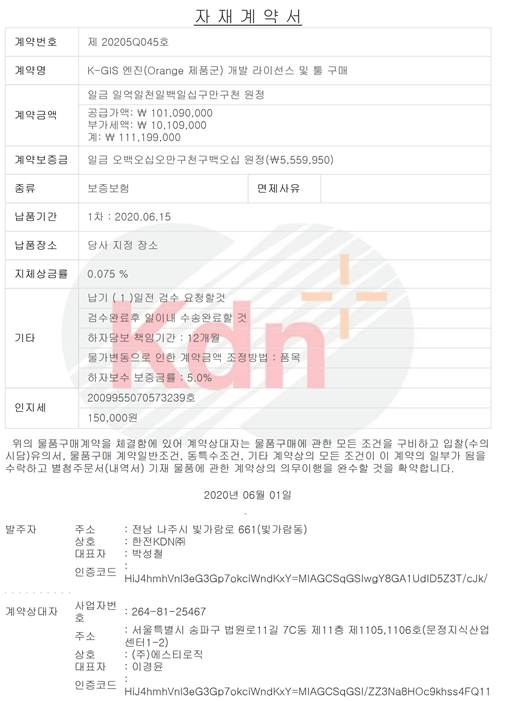 자 재 계 약 서
계약번호 제 20205Q045호
계약명 K-GIS 엔진(Orange 제품군) 개발 라이선스 및 툴 구매
계약금액 일금 일억일천일백일십구만구천 원정
공급가액: ₩ 101,090,000
부가세액: ₩ 10,109,000
계: ₩ 111,199,000
계약보증금 일금 오백오십오만구천구백오십 원정(₩5,559,950)
종류 보증보험 면제사유
납품기간 1차 : 2020.06.15
납품장소 당사 지정 장소
지체상금률 0.075 %
기타 납기 ( 1 )일전 검수 요청할것
검수완료후 일이내 수송완료할 것
하자담보 책임기간 : 12개월
물가변동으로 인한 계약금액 조정방법 : 품목
하자보수 보증금률 : 5.0%
인지세 2009955070573239호
150,000원
Kdn
위의 물품구매계약을 체결함에 있어 계약상대자는 물품구매에 관한 모든 조건을 구비하고 입찰(수의
시담)유의서, 물품구매 계약일반조건, 동특수조건, 기타 계약상의 모든 조건이 이 계약의 일부가 됨을
수락하고 별첨주문서(내역서) 기재 물품에 관한 계약상의 의무이행을 완수할 것을 확약합니다.
2020년 06월 01일
-
발주자 주소 : 전남 나주시 빛가람로 661(빛가람동)
상호 : 한전KDN㈜
대표자 : 박성철
인증코드 :
HiJ4hmhVnl3eG3Gp7okciWndKxY=MIAGCSqGSIwgY8GA1UdID5Z3T/cJk/
- - - - - - - - - -
계약상대자 사업자번
호 : 264-81-25467
주소 : 서울특별시 송파구 법원로11길 7C동 제11층 제1105,1106호(문정지식산업
센터1-2)
상호 : (주)에스티로직
대표자 : 이경윤
인증코드 :
HiJ4hmhVnl3eG3Gp7okciWndKxY=MIAGCSqGSI/ZZ3Na8HOc9khss4FQ11